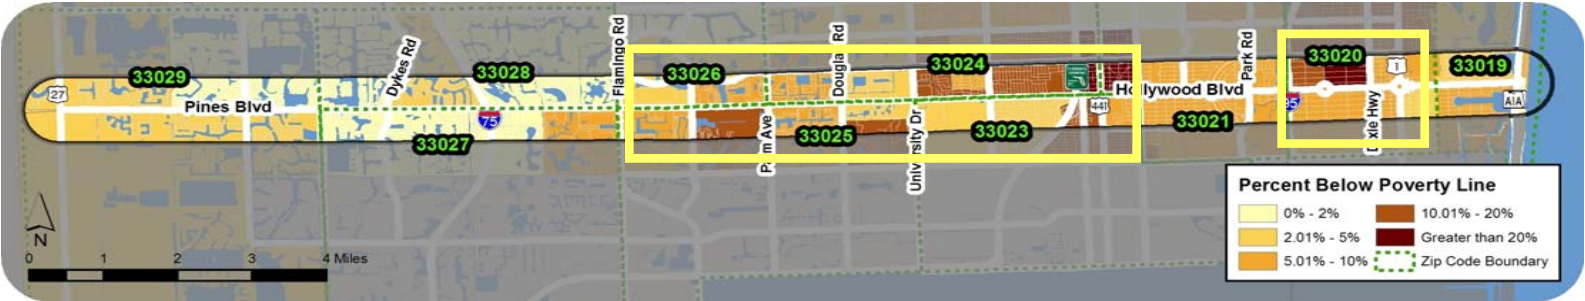 33029
33028
33026
33024
33020
33019
27
Pines Blvd
Dykes Rd
75
Flamingo Rd
Palm Ave
Douglas Rd
University Dr
441
Hollywood Blvd
Park Rd
95
1
A1A
33027
33025
33023
33021
N
0 1 2 3 4 Miles
Percent Below Poverty Line
0% - 2%
2.01% - 5%
5.01% - 10%
10.01% - 20%
Greater than 20%
Zip Code Boundary